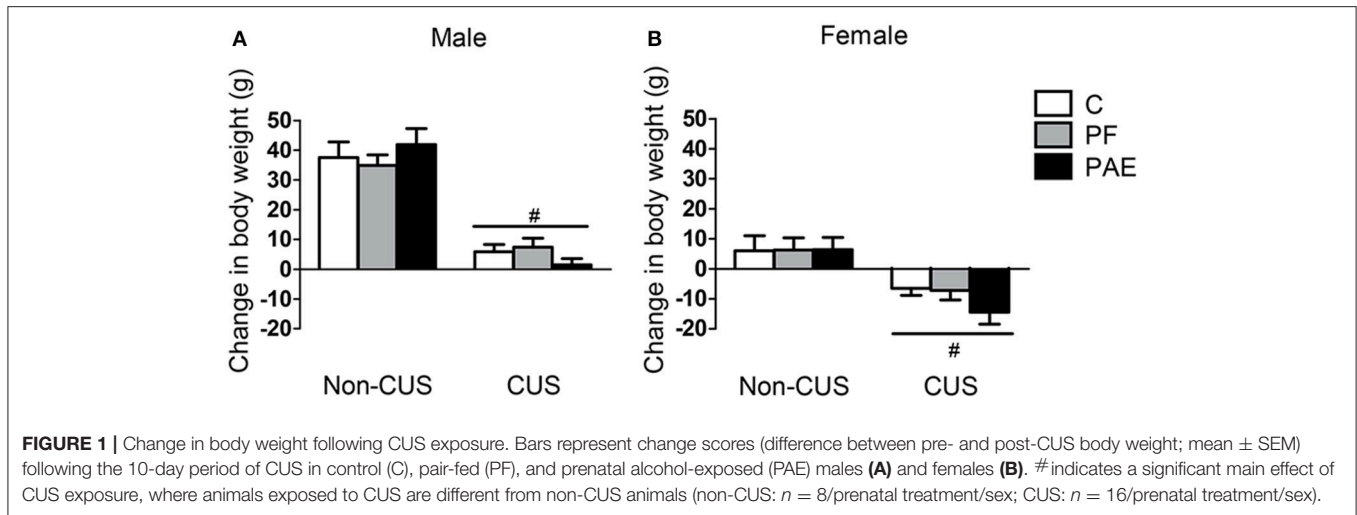 A Male
B Female
C
PF
PAE
Change in body weight (g)
50
40
30
20
10
0
-10
-20
#
Non-CUS CUS
Change in body weight (g)
50
40
30
20
10
0
-10
-20
#
Non-CUS CUS
FIGURE 1 | Change in body weight following CUS exposure. Bars represent change scores (difference between pre- and post-CUS body weight; mean ± SEM)
following the 10-day period of CUS in control (C), pair-fed (PF), and prenatal alcohol-exposed (PAE) males (A) and females (B). #indicates a significant main effect of
CUS exposure, where animals exposed to CUS are different from non-CUS animals (non-CUS: n = 8/prenatal treatment/sex; CUS: n = 16/prenatal treatment/sex).